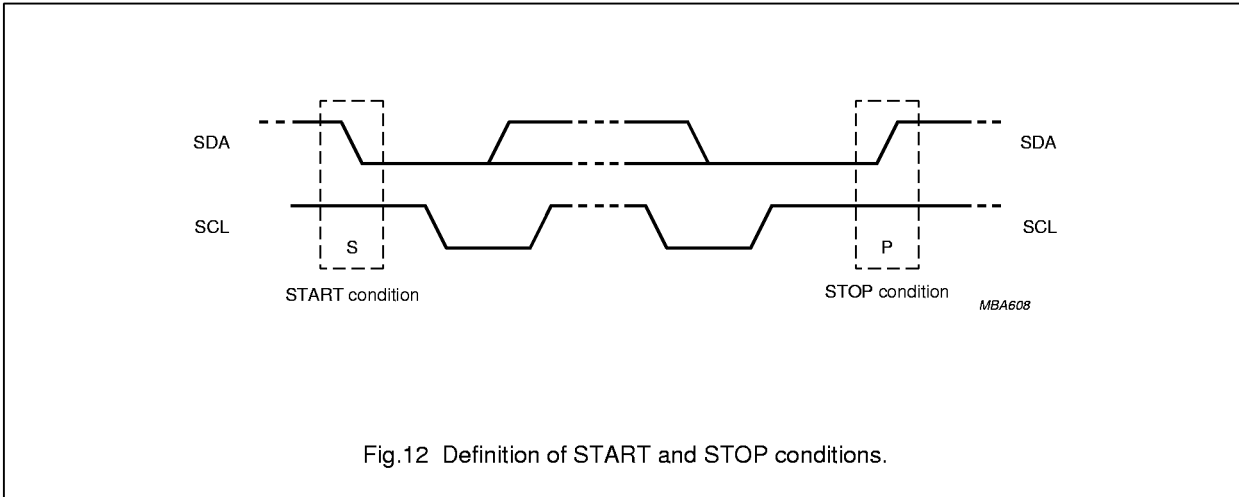 SDA
SDA
SCL
SCL
S
P
START condition
STOP condition
MBA608
Fig.12 Definition of START and STOP conditions.